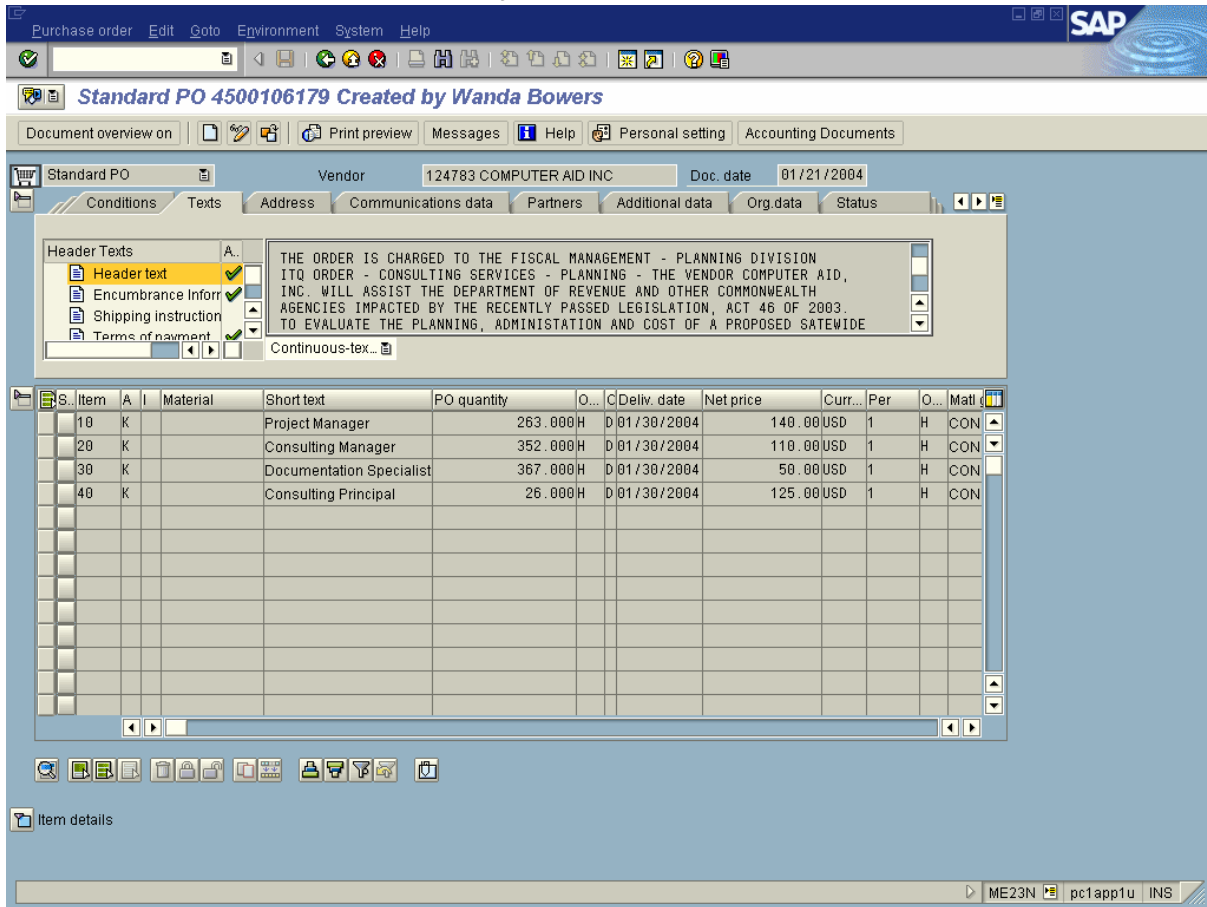 Purchase order Edit Goto Environment System Help
SAP
Standard PO 4500106179 Created by Wanda Bowers
Document overview on Print preview Messages Help Personal setting Accounting Documents
Standard PO Vendor 124783 COMPUTER AID INC Doc. date 01/21/2004
Conditions Texts Address Communications data Partners Additional data Org.data Status
Header Texts A..
Header text
Encumbrance Inforr
Shipping instruction
Terms of payment
THE ORDER IS CHARGED TO THE FISCAL MANAGEMENT - PLANNING DIVISION
ITQ ORDER - CONSULTING SERVICES - PLANNING - THE VENDOR COMPUTER AID,
INC. WILL ASSIST THE DEPARTMENT OF REVENUE AND OTHER COMMONWEALTH
AGENCIES IMPACTED BY THE RECENTLY PASSED LEGISLATION, ACT 46 OF 2003.
TO EVALUATE THE PLANNING, ADMINISTATION AND COST OF A PROPOSED SATEWIDE
Continuous-tex...
S.. Item A I Material Short text PO quantity O... C Deliv. date Net price Curr... Per O... Matl g
10 K Project Manager 263.000 H D 01/30/2004 140.00 USD 1 H CON
20 K Consulting Manager 352.000 H D 01/30/2004 110.00 USD 1 H CON
30 K Documentation Specialist 367.000 H D 01/30/2004 50.00 USD 1 H CON
40 K Consulting Principal 26.000 H D 01/30/2004 125.00 USD 1 H CON
Item details
ME23N pc1app1u INS